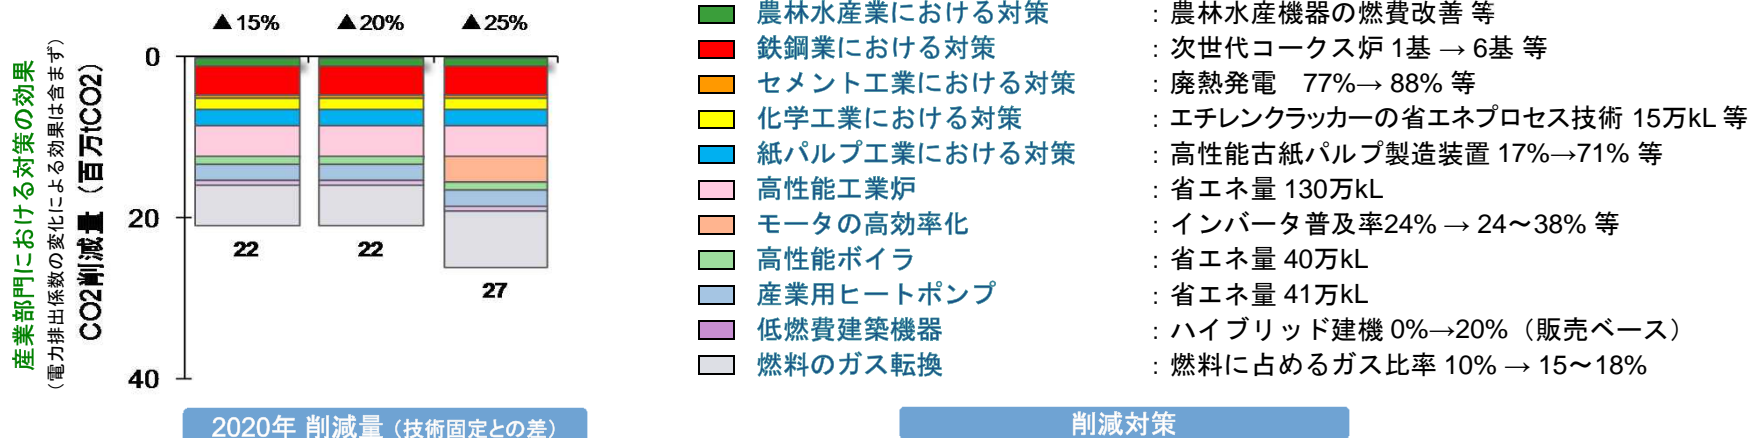 産業部門における対策の効果
（電力排出係数の変化による効果は含まず）
CO2削減量（百万tCO2）
▲15% ▲20% ▲25%
0
20
40
22 22 27
2020年 削減量（技術固定との差）
農林水産業における対策 ：農林水産機器の燃費改善 等
鉄鋼業における対策 ：次世代コークス炉 1基 → 6基 等
セメント工業における対策 ：廃熱発電 77%→ 88% 等
化学工業における対策 ：エチレンクラッカーの省エネプロセス技術 15万kL 等
紙パルプ工業における対策 ：高性能古紙パルプ製造装置 17%→71% 等
高性能工業炉 ：省エネ量 130万kL
モータの高効率化 ：インバータ普及率24% → 24～38% 等
高性能ボイラ ：省エネ量 40万kL
産業用ヒートポンプ ：省エネ量 41万kL
低燃費建築機器 ：ハイブリッド建機 0%→20%（販売ベース）
燃料のガス転換 ：燃料に占めるガス比率 10% → 15～18%
削減対策